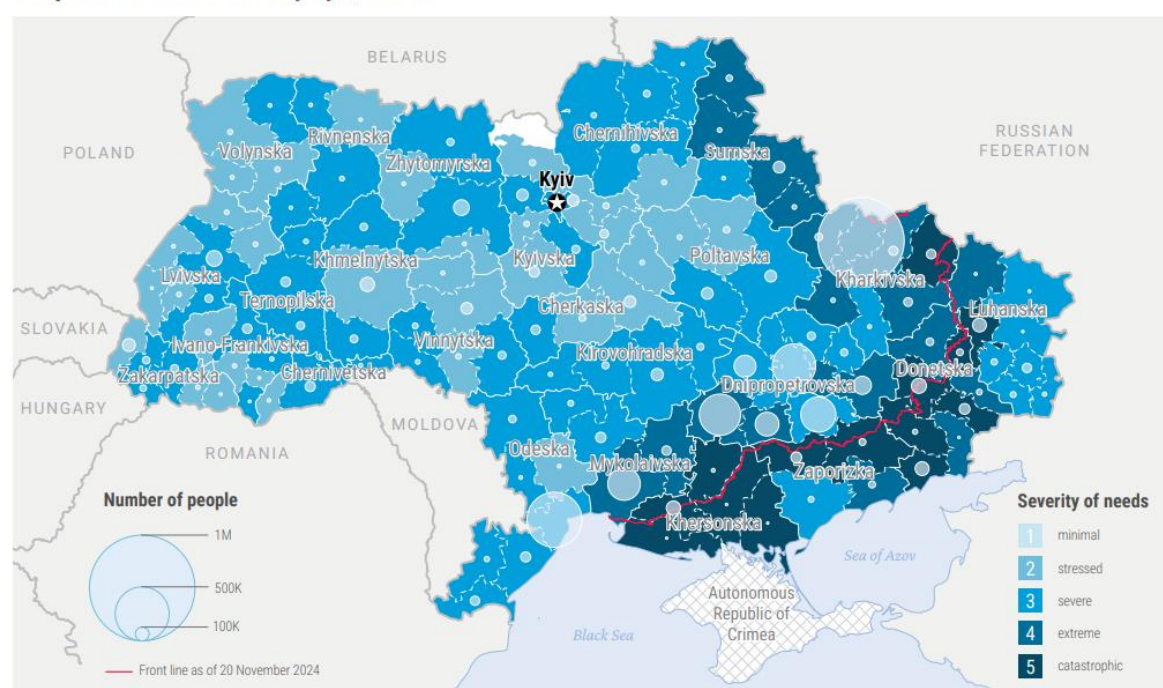 BELARUS
POLAND
RUSSIAN
FEDERATION
Volynska
Rivnenska
Zhytomyrska
Chernihivska
Sumska
Kyiv
Lvivska
Ternopilska
Khmelnytska
Kyivska
Poltavska
Kharkivska
Cherkaska
Luhanska
SLOVAKIA
Zakarpatska
Ivano-Frankivska
Chernivetska
Vinnytska
Kirovohradska
Dnipropetrovska
Donetska
HUNGARY
MOLDOVA
ROMANIA
Odeska
Mykolaivska
Zaporizka
Khersonska
Sea of Azov
Black Sea
Autonomous
Republic of
Crimea
Number of people
1M
500K
100K
Front line as of 20 November 2024
Severity of needs
1 minimal
2 stressed
3 severe
4 extreme
5 catastrophic